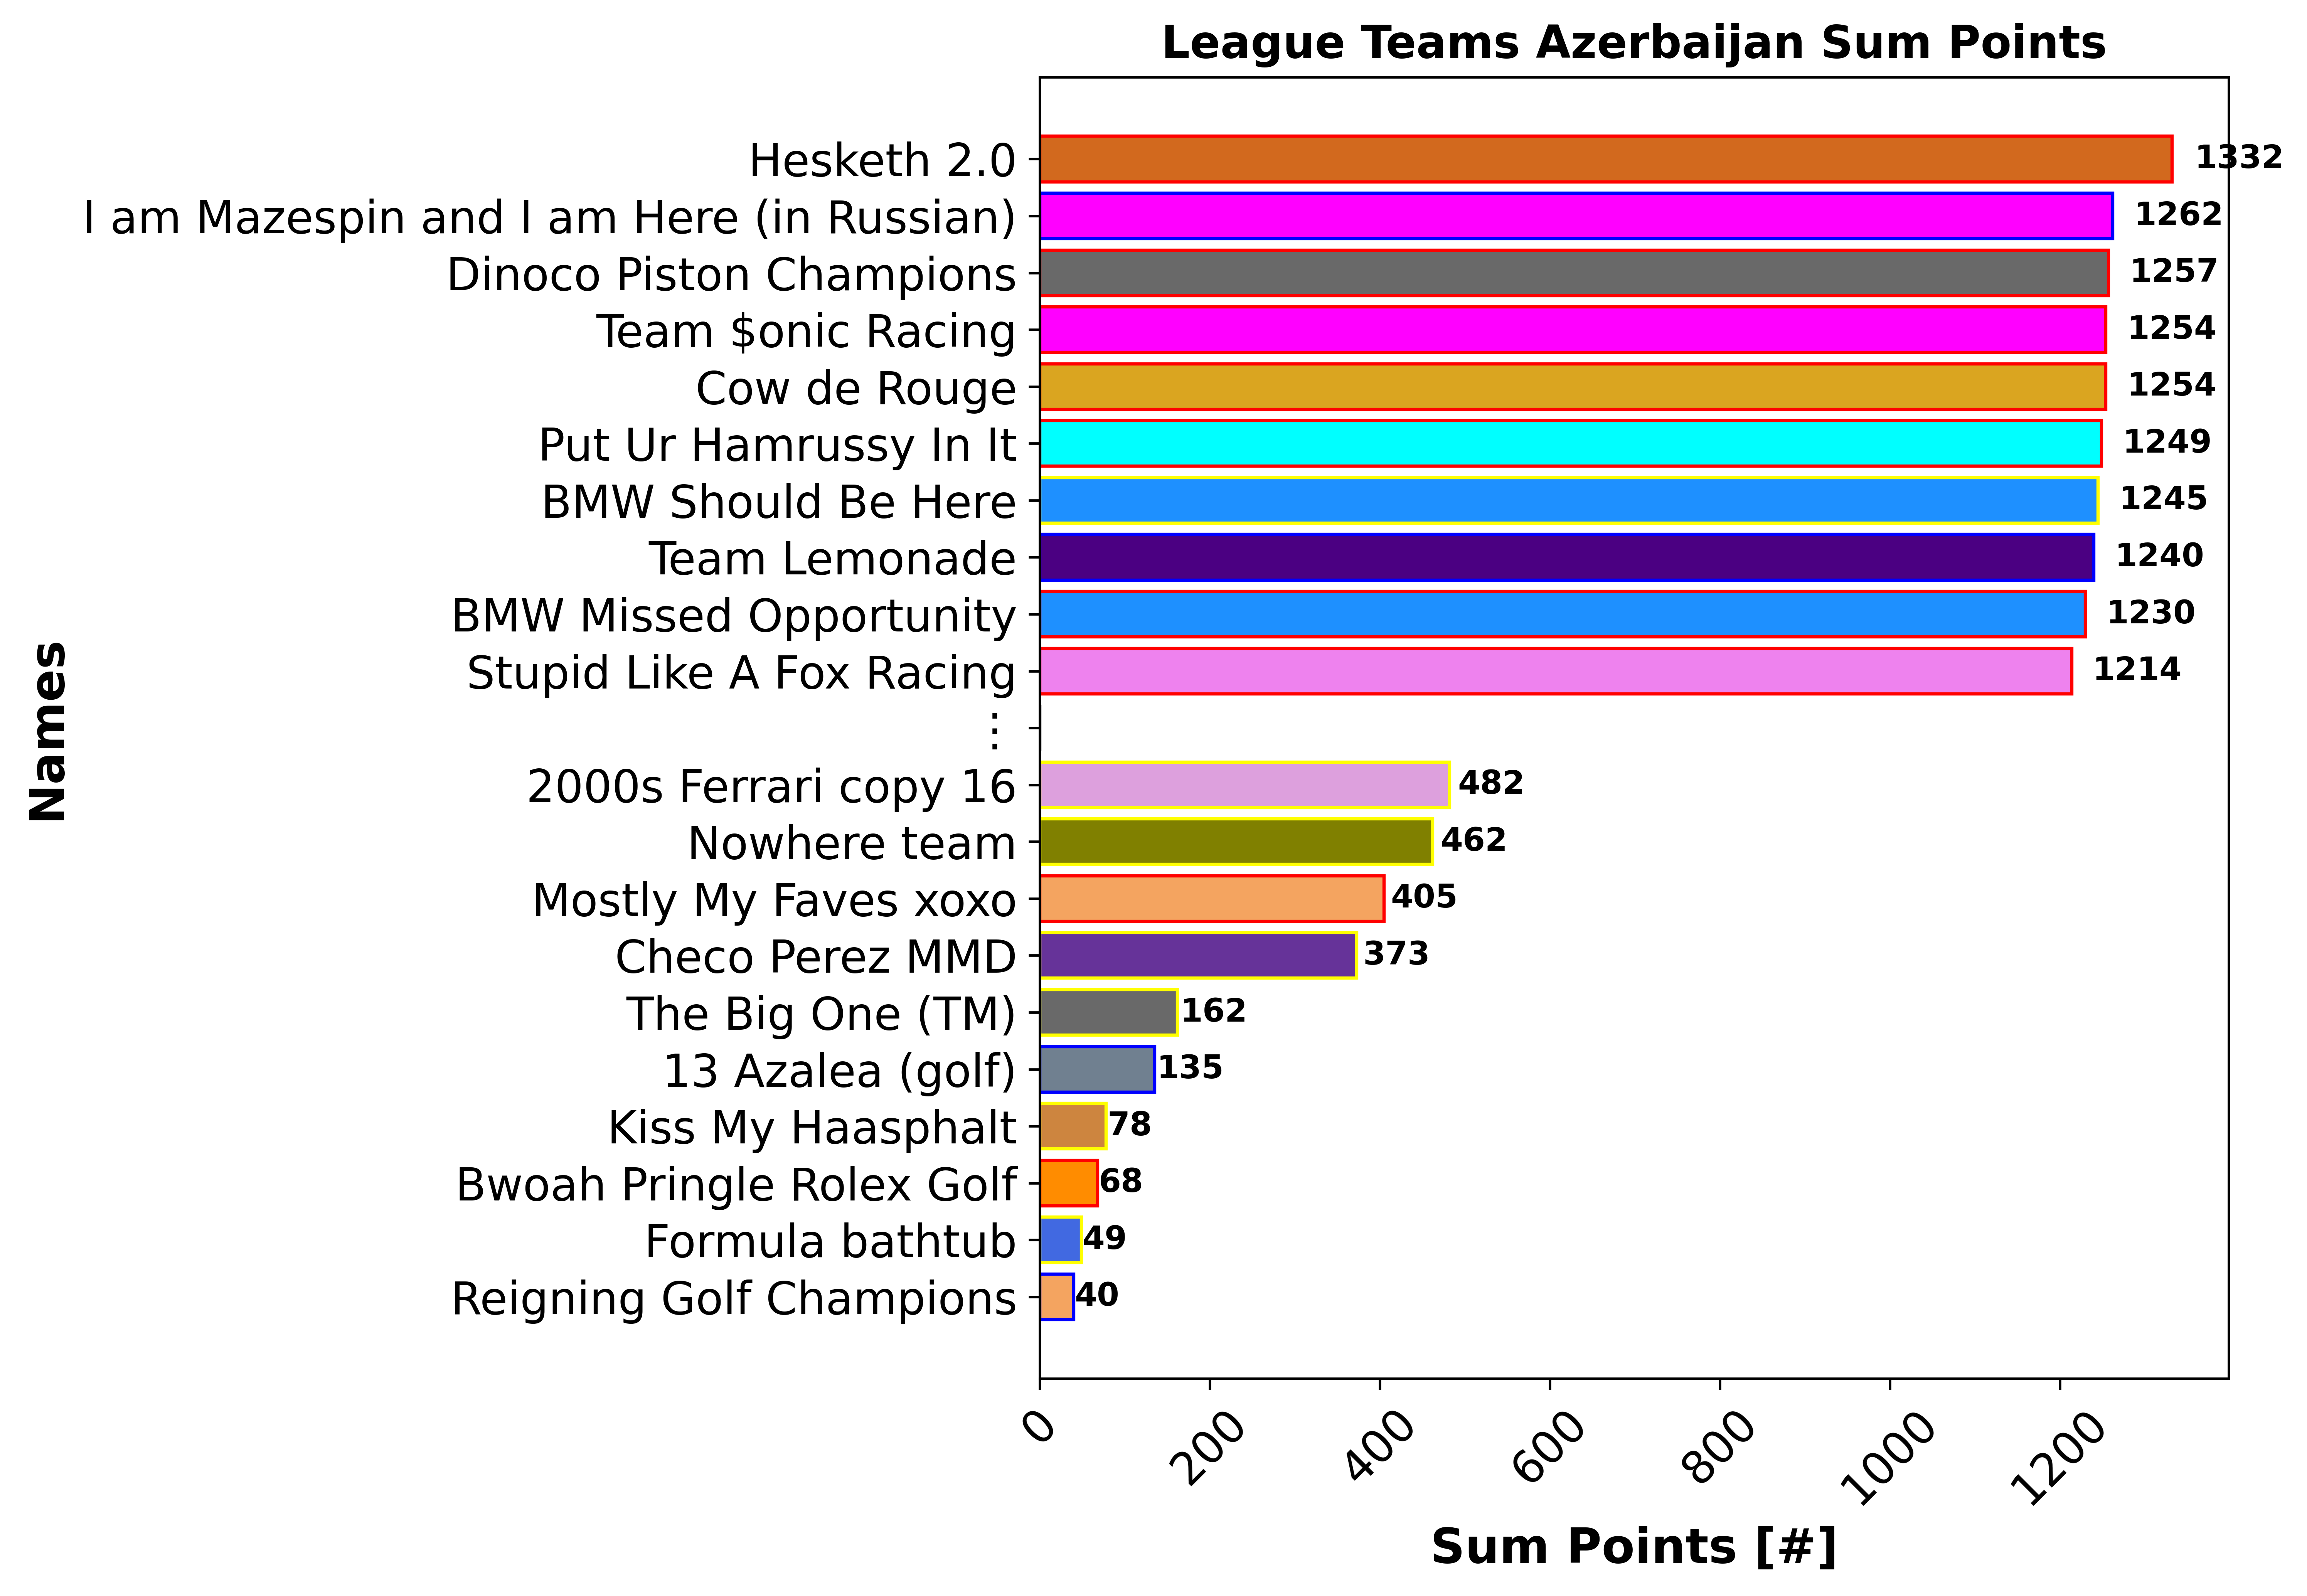 League Teams Azerbaijan Sum Points
Names
Hesketh 2.0 1332
I am Mazespin and I am Here (in Russian) 1262
Dinoco Piston Champions 1257
Team $onic Racing 1254
Cow de Rouge 1254
Put Ur Hamrussy In It 1249
BMW Should Be Here 1245
Team Lemonade 1240
BMW Missed Opportunity 1230
Stupid Like A Fox Racing 1214
⋮
2000s Ferrari copy 16 482
Nowhere team 462
Mostly My Faves xoxo 405
Checo Perez MMD 373
The Big One (TM) 162
13 Azalea (golf) 135
Kiss My Haasphalt 78
Bwoah Pringle Rolex Golf 68
Formula bathtub 49
Reigning Golf Champions 40
0 200 400 600 800 1000 1200
Sum Points [#]